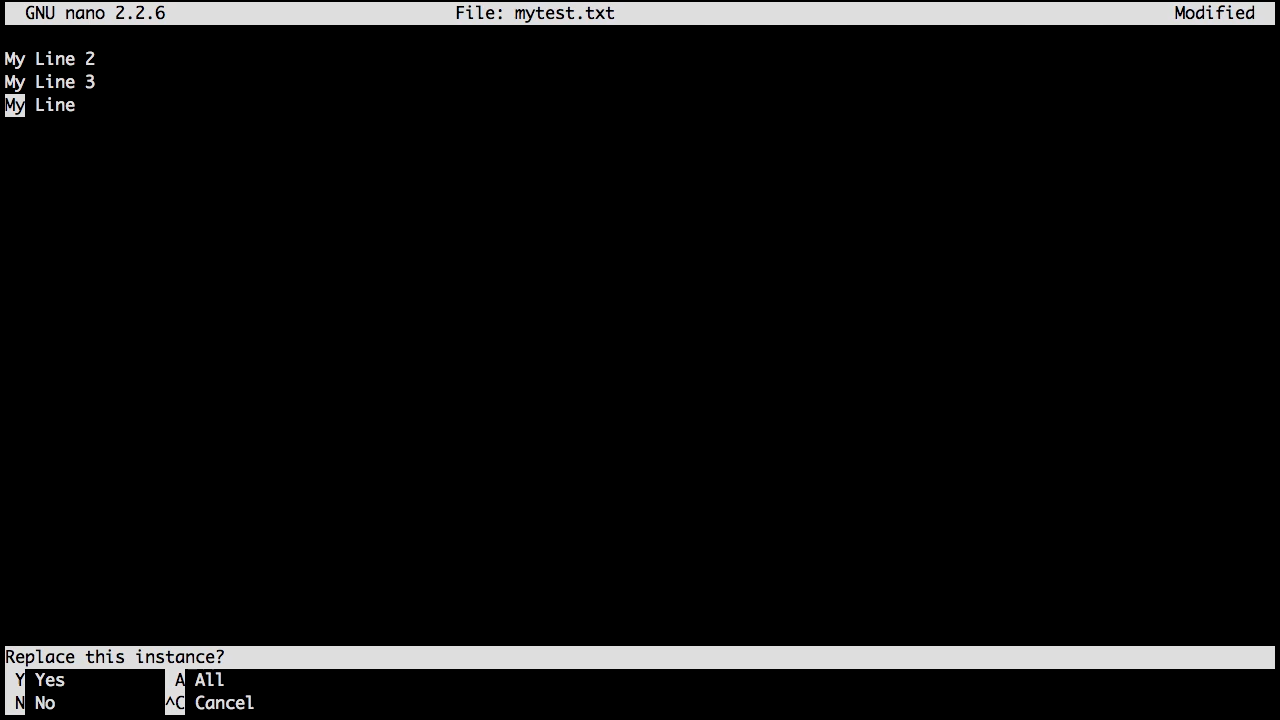 GNU nano 2.2.6 File: mytest.txt Modified
My Line 2
My Line 3
My Line
Replace this instance?
Y Yes A All
N No ^C Cancel